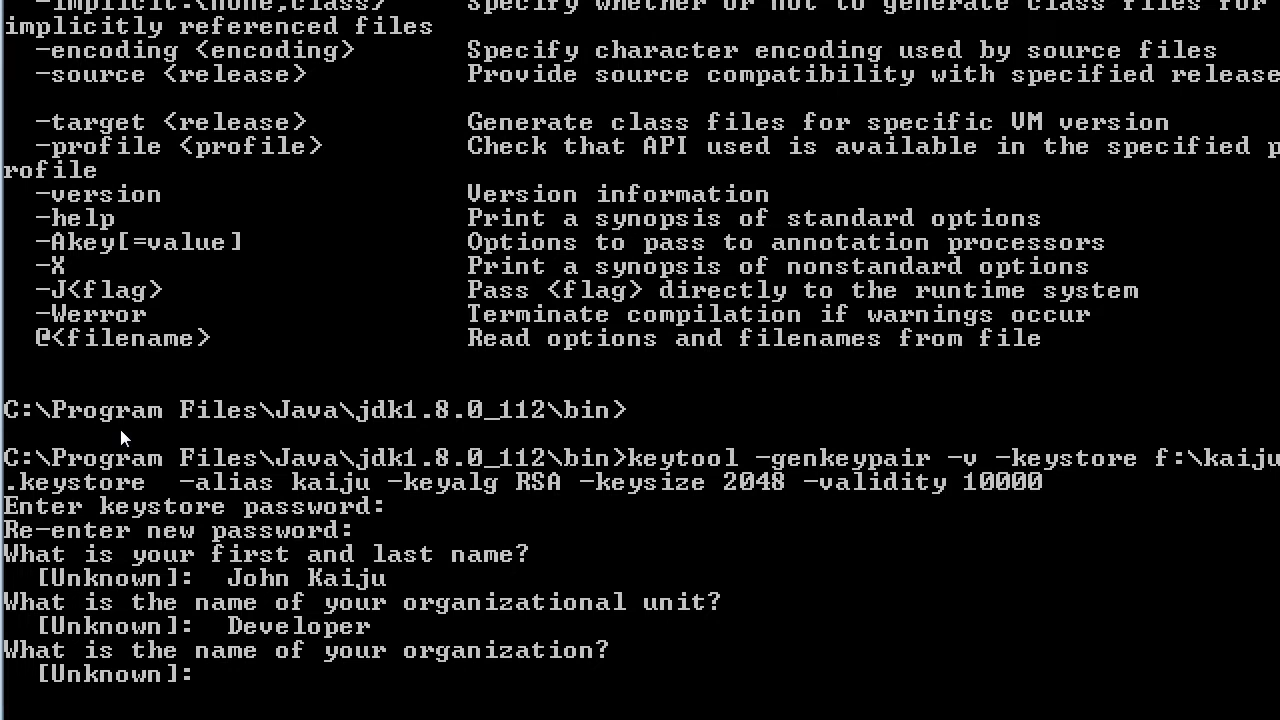 -implicit:{none,class}     Specify whether or not to generate class files for
implicitly referenced files
  -encoding <encoding>       Specify character encoding used by source files
  -source <release>          Provide source compatibility with specified release

  -target <release>          Generate class files for specific VM version
  -profile <profile>         Check that API used is available in the specified p
rofile
  -version                   Version information
  -help                      Print a synopsis of standard options
  -Akey[=value]              Options to pass to annotation processors
  -X                         Print a synopsis of nonstandard options
  -J<flag>                   Pass <flag> directly to the runtime system
  -Werror                    Terminate compilation if warnings occur
  @<filename>                Read options and filenames from file

C:\Program Files\Java\jdk1.8.0_112\bin>

C:\Program Files\Java\jdk1.8.0_112\bin>keytool -genkeypair -v -keystore f:\kaiju
.keystore  -alias kaiju -keyalg RSA -keysize 2048 -validity 10000
Enter keystore password:
Re-enter new password:
What is your first and last name?
  [Unknown]:  John Kaiju
What is the name of your organizational unit?
  [Unknown]:  Developer
What is the name of your organization?
  [Unknown]: